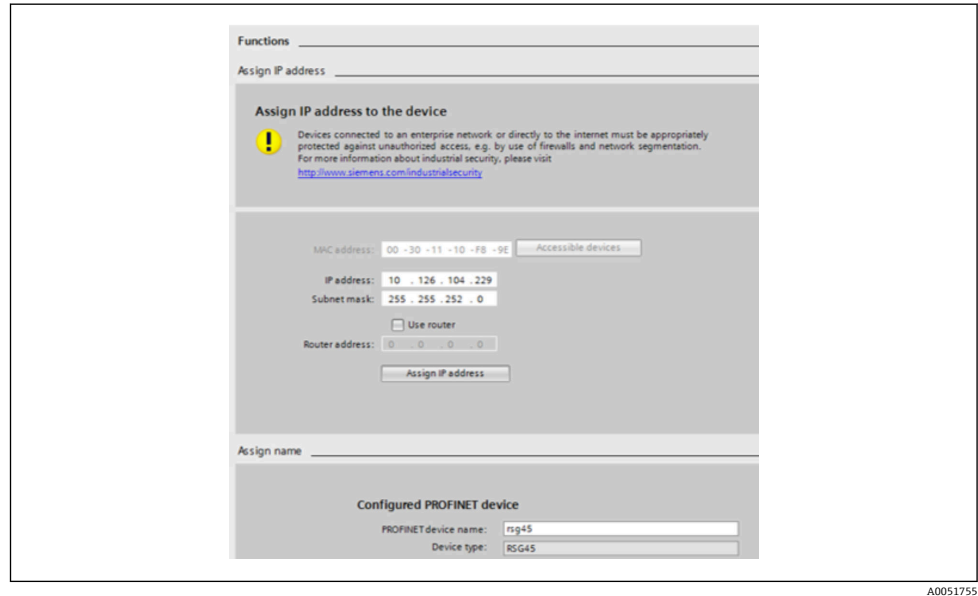 Functions
Assign IP address
Assign IP address to the device
Devices connected to an enterprise network or directly to the internet must be appropriately
protected against unauthorized access, e.g. by use of firewalls and network segmentation.
For more information about industrial security, please visit
http://www.siemens.com/industrialsecurity
MAC address: 00 -30 -11 -10 -F8 -9E Accessible devices
IP address: 10 . 126 . 104 .229
Subnet mask: 255 . 255 .252 . 0
Use router
Router address: 0 . 0 . 0 . 0
Assign IP address
Assign name
Configured PROFINET device
PROFINET device name: rsg45
Device type: RSG45
A0051755